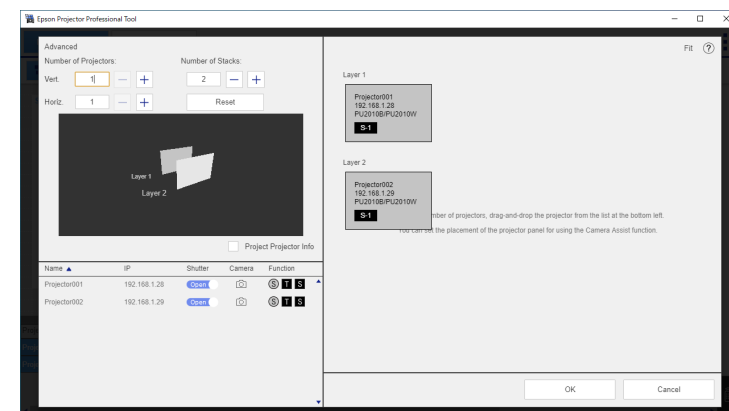 Epson Projector Professional Tool
Advanced
Number of Projectors:
Number of Stacks:
Vert.
1
2
Horiz.
1
Reset
Layer 1
Layer 2
Project Projector Info
Name IP Shutter Camera Function
Projector001 192.168.1.28 Open S T S
Projector002 192.168.1.29 Open S T S
Fit ?
Layer 1
Projector001
192.168.1.28
PU2010B/PU2010W
S-1
Layer 2
Projector002
192.168.1.29
PU2010B/PU2010W
S-1
number of projectors, drag-and-drop the projector from the list at the bottom left.
You can set the placement of the projector panel for using the Camera Assist function.
OK
Cancel